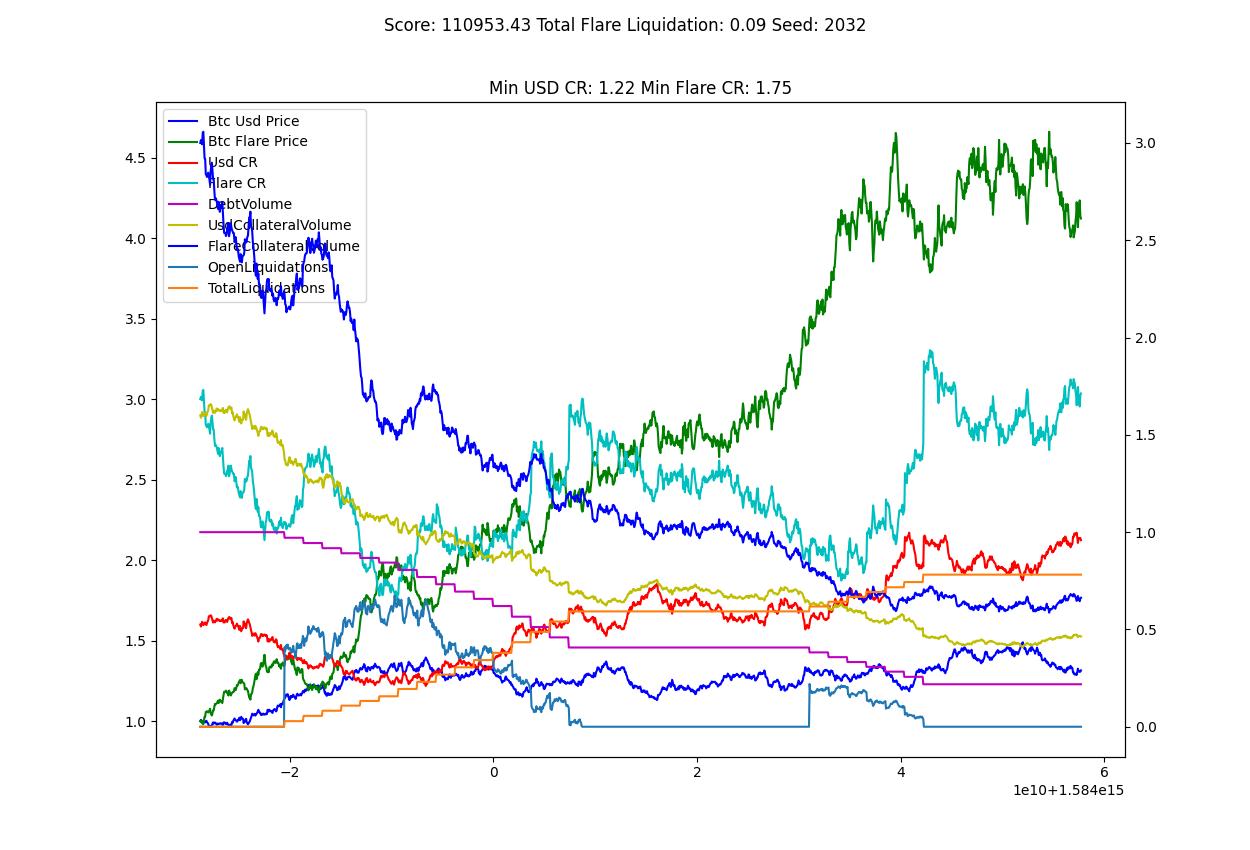 Score: 110953.43 Total Flare Liquidation: 0.09 Seed: 2032
Min USD CR: 1.22 Min Flare CR: 1.75
Btc Usd Price
Btc Flare Price
Usd CR
Flare CR
DebtVolume
UsdCollateralVolume
FlareCollateralVolume
OpenLiquidations
TotalLiquidations
4.5
4.0
3.5
3.0
2.5
2.0
1.5
1.0
3.0
2.5
2.0
1.5
1.0
0.5
0.0
−2
0
2
4
6
1e10+1.584e15